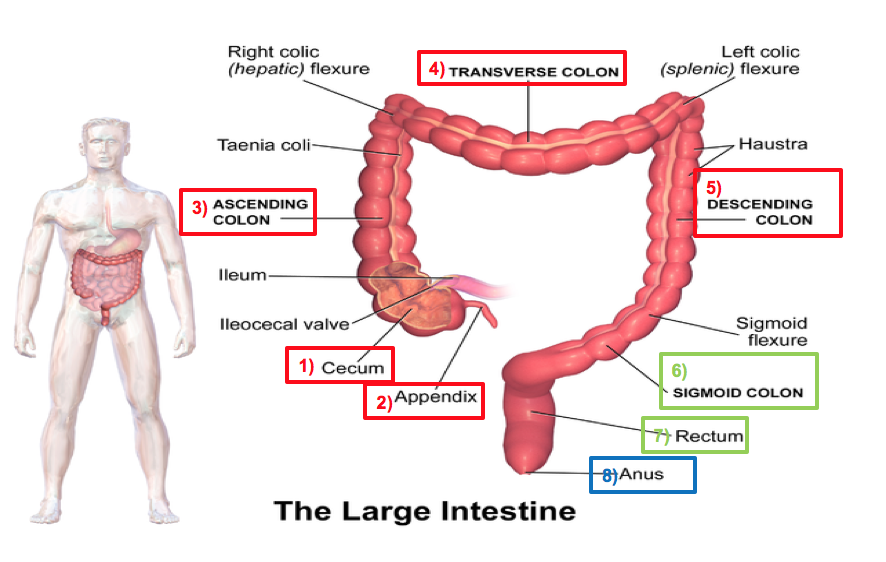 Right colic
(hepatic) flexure
4) TRANSVERSE COLON
Left colic
(splenic) flexure
Taenia coli
Haustra
3) ASCENDING
COLON
5)
DESCENDING
COLON
Ileum
Ileocecal valve
Sigmoid
flexure
1) Cecum
6)
SIGMOID COLON
2) Appendix
7) Rectum
8) Anus
The Large Intestine